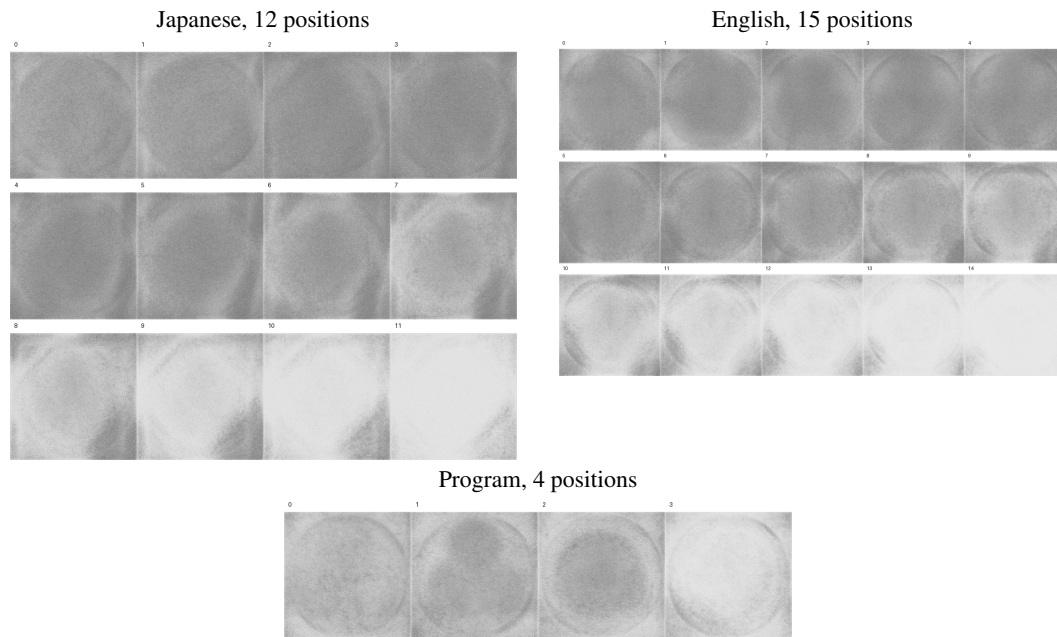 Japanese, 12 positions
0 1 2 3
4 5 6 7
8 9 10 11
English, 15 positions
0 1 2 3 4
5 6 7 8 9
10 11 12 13 14
Program, 4 positions
0 1 2 3